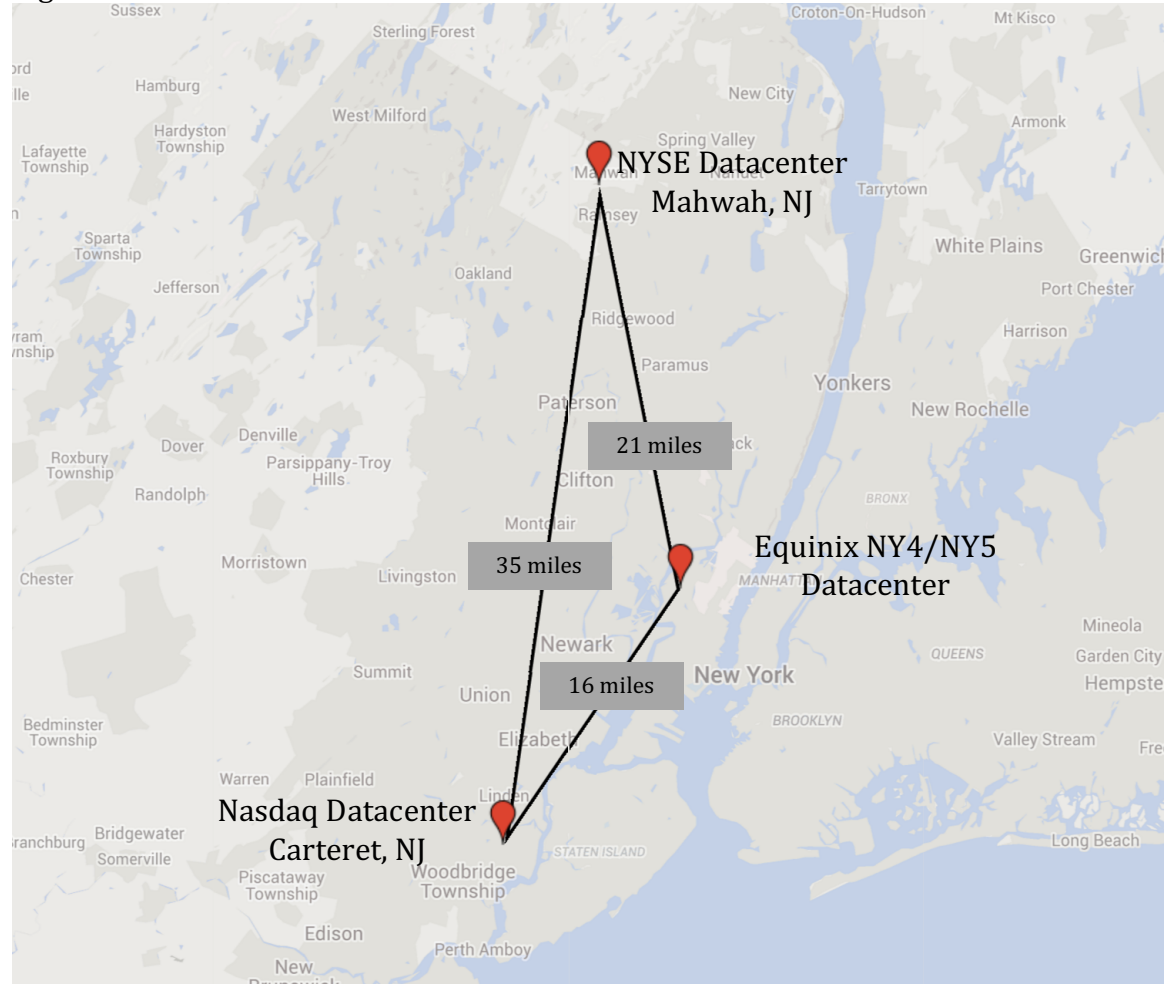 Sussex
Croton-On-Hudson
Mt Kisco
Sterling Forest
Hamburg
New City
West Milford
Armonk
Hardyston
Township
Spring Valley
Lafayette
Township
NYSE Datacenter
Mahwah, NJ
Mahwah
Nanuet
Tarrytown
Ramsey
Sparta
Township
White Plains
Greenwich
Oakland
Jefferson
Port Chester
Ridgewood
Harrison
Paramus
Yonkers
Paterson
New Rochelle
Denville
Dover
21 miles
Roxbury
Township
Parsippany-Troy
Hills
Clifton
Randolph
BRONX
Montclair
Equinix NY4/NY5
Datacenter
Morristown
35 miles
Chester
Livingston
Mineola
Newark
QUEENS
Garden City
Summit
New York
16 miles
Union
Hempste
Bedminster
Township
BROOKLYN
Elizabeth
Valley Stream
Fre
Warren
Plainfield
Linden
Nasdaq Datacenter
Carteret, NJ
Bridgewater
Long Beach
Somerville
STATEN ISLAND
Woodbridge
Township
Piscataway
Township
Edison
Perth Amboy
New